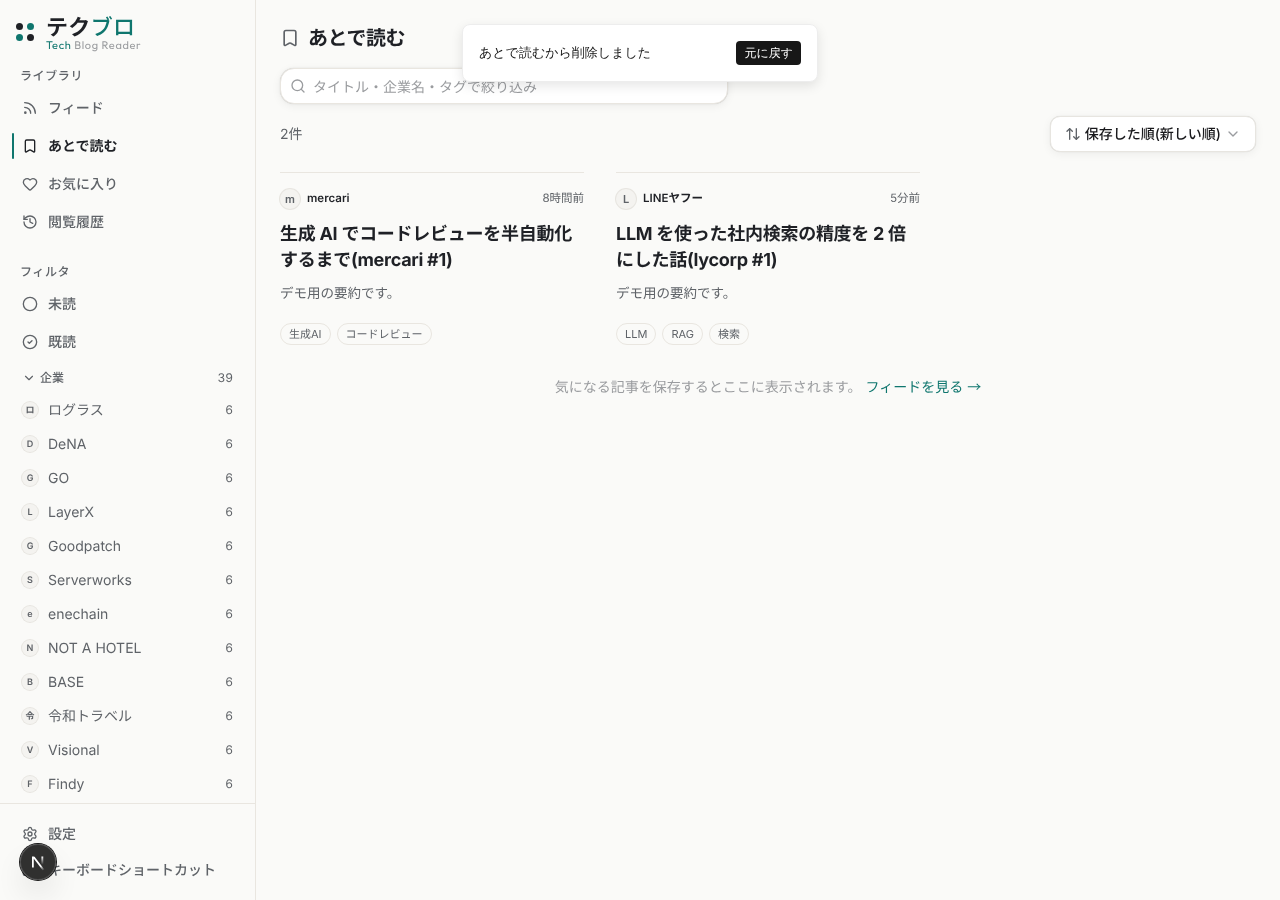 テクブロ
Tech Blog Reader
ライブラリ
フィード
あとで読む
お気に入り
閲覧履歴
フィルタ
未読
既読
企業 39
ロ ログラス 6
D DeNA 6
G GO 6
L LayerX 6
G Goodpatch 6
S Serverworks 6
e enechain 6
N NOT A HOTEL 6
B BASE 6
令 令和トラベル 6
V Visional 6
F Findy 6
設定
N キーボードショートカット
あとで読む
あとで読むから削除しました 元に戻す
タイトル・企業名・タグで絞り込み
2件 保存した順(新しい順)
m mercari 8時間前
生成 AI でコードレビューを半自動化
するまで(mercari #1)
デモ用の要約です。
生成AI コードレビュー
L LINEヤフー 5分前
LLM を使った社内検索の精度を 2 倍
にした話(lycorp #1)
デモ用の要約です。
LLM RAG 検索
気になる記事を保存するとここに表示されます。 フィードを見る →